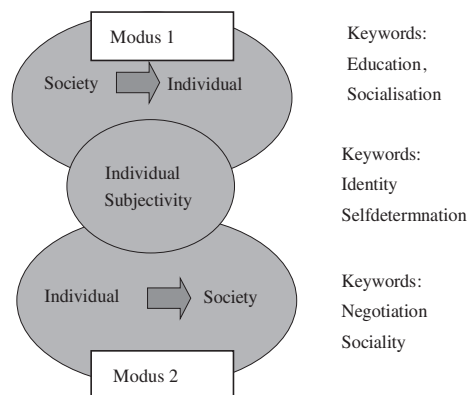 Modus 1
Society Individual
Keywords:
Education,
Socialisation
Individual
Subjectivity
Keywords:
Identity
Selfdetermnation
Individual Society
Keywords:
Negotiation
Sociality
Modus 2